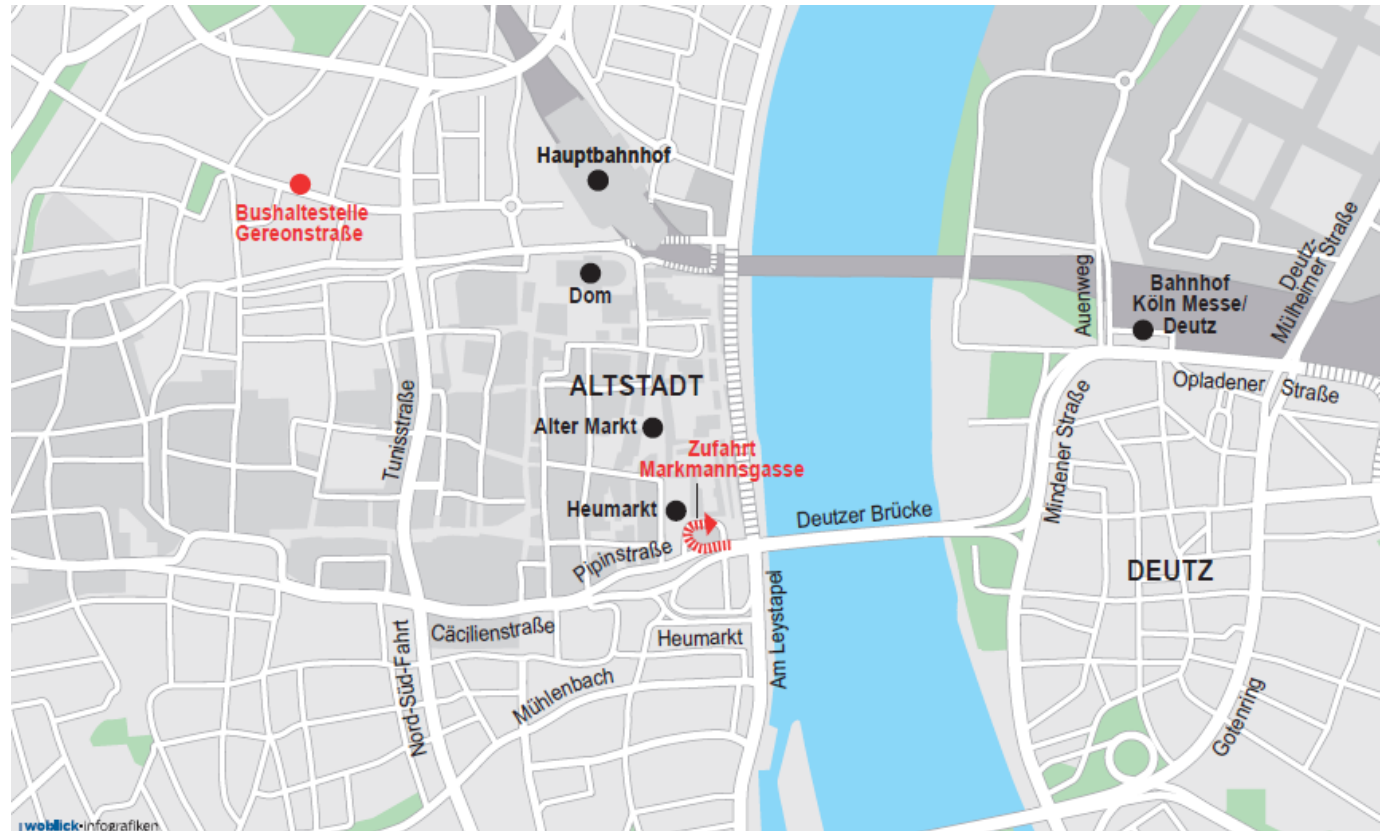 Hauptbahnhof
Bushaltestelle
Gereonstraße
Dom
Auenweg
Bahnhof
Köln Messe/
Deutz
Deutz-
Mülheimer Straße
Opladener Straße
ALTSTADT
Tunisstraße
Alter Markt
Zufahrt
Markmannsgasse
Mindener Straße
Heumarkt
Deutzer Brücke
Pipinstraße
DEUTZ
Cäcilienstraße
Heumarkt
Am Leystapel
Nord-Süd-Fahrt
Mühlenbach
Gotenring
woblick-infografiken